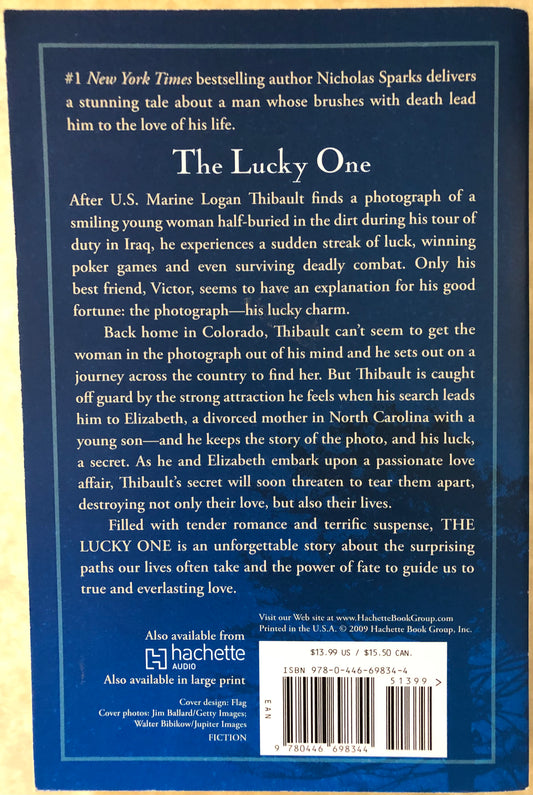 #1 New York Times bestselling author Nicholas Sparks delivers
a stunning tale about a man whose brushes with death lead
him to the love of his life.
The Lucky One
After U.S. Marine Logan Thibault finds a photograph of a
smiling young woman half-buried in the dirt during his tour of
duty in Iraq, he experiences a sudden streak of luck, winning
poker games and even surviving deadly combat. Only his
best friend, Victor, seems to have an explanation for his good
fortune: the photograph—his lucky charm.
Back home in Colorado, Thibault can't seem to get the
woman in the photograph out of his mind and he sets out on a
journey across the country to find her. But Thibault is caught
off guard by the strong attraction he feels when his search leads
him to Elizabeth, a divorced mother in North Carolina with a
young son—and he keeps the story of the photo, and his luck,
a secret. As he and Elizabeth embark upon a passionate love
affair, Thibault's secret will soon threaten to tear them apart,
destroying not only their love, but also their lives.
Filled with tender romance and terrific suspense, THE
LUCKY ONE is an unforgettable story about the surprising
paths our lives often take and the power of fate to guide us to
true and everlasting love.
Visit our Web site at www.HachetteBookGroup.com
Printed in the U.S.A. © 2009 Hachette Book Group, Inc.
Also available from
hachette
AUDIO
Also available in large print
Cover design: Flag
Cover photos: Jim Ballard/Getty Images;
Walter Bibikow/Jupiter Images
FICTION
$13.99 US / $15.50 CAN.
ISBN 978-0-446-69834-4
51399>
EAN
9 780446 698344